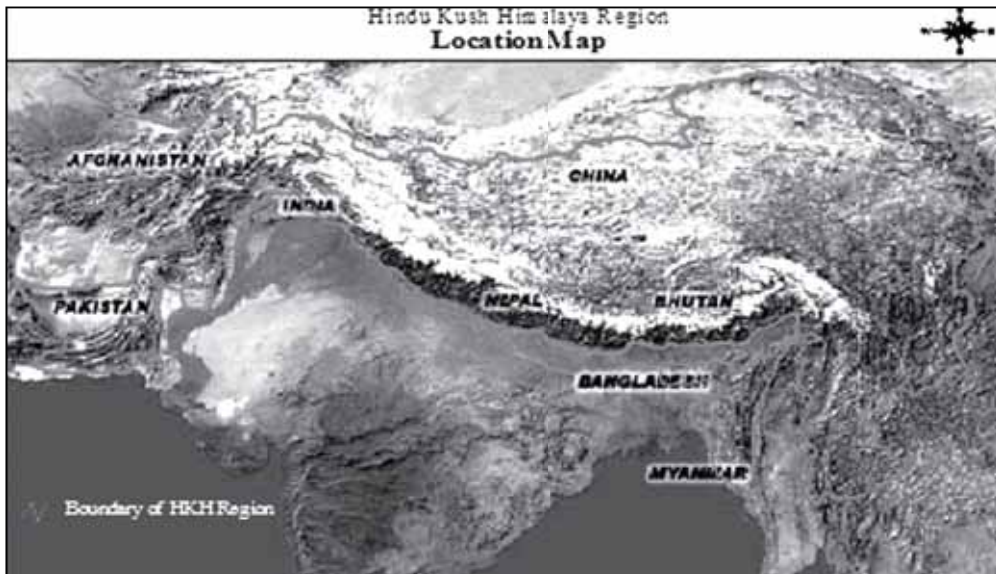 Hindu Kush Himalaya Region
Location Map
AFGHANISTAN
CHINA
INDIA
PAKISTAN
NEPAL
BHUTAN
BANGLADESH
MYANMAR
Boundary of HKH Region